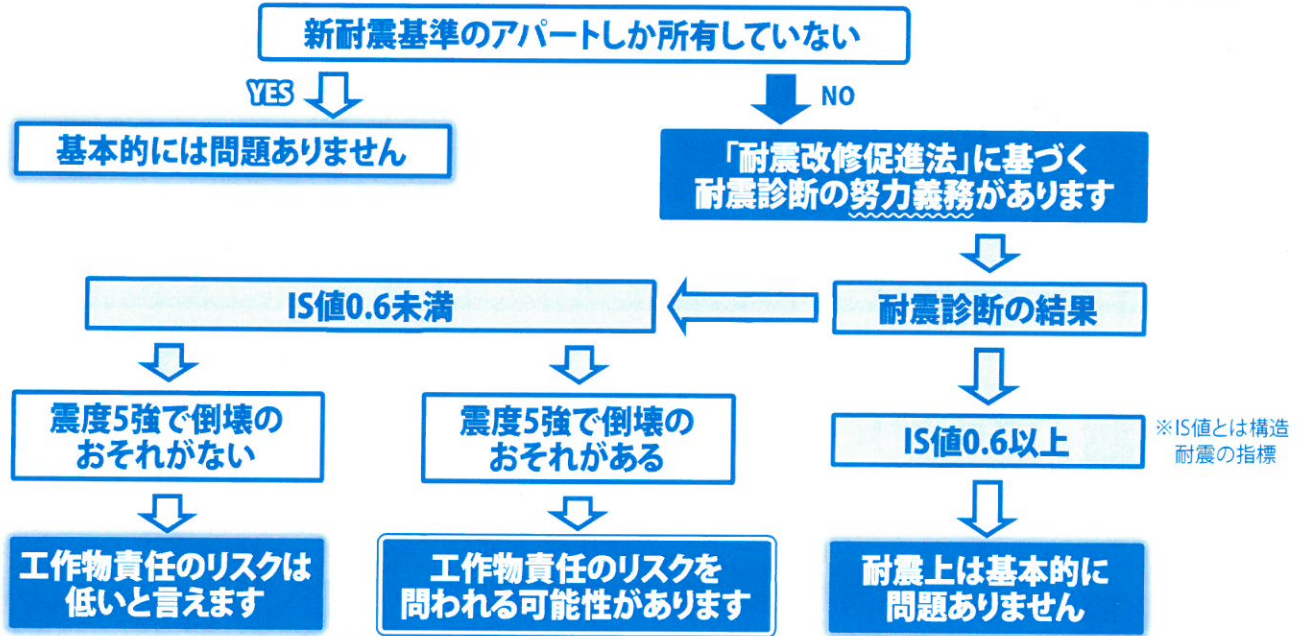 新耐震基準のアパートしか所有していない
YES
NO
基本的には問題ありません
「耐震改修促進法」に基づく
耐震診断の努力義務があります
IS値0.6未満
耐震診断の結果
震度5強で倒壊の
おそれがない
震度5強で倒壊の
おそれがある
IS値0.6以上
※IS値とは構造
耐震の指標
工作物責任のリスクは
低いと言えます
工作物責任のリスクを
問われる可能性があります
耐震上は基本的に
問題ありません